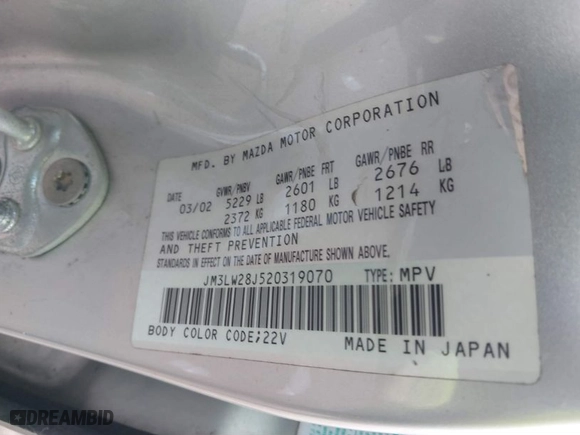 MFD. BY MAZDA MOTOR CORPORATION
DATE GVWR/PNBV GAWR/PNBE FRT GAWR/PNBE RR
03/02 5229 LB 2601 LB 2676 LB
2372 KG 1180 KG 1214 KG
THIS VEHICLE CONFORMS TO ALL APPLICABLE FEDERAL MOTOR VEHICLE SAFETY
AND THEFT PREVENTION
STANDARDS IN EFFECT ON THE DATE OF MANUFACTURE SHOWN ABOVE.
JM3LW28J520319070 TYPE: MPV
BODY COLOR CODE;22V
MADE IN JAPAN
DREAMBID